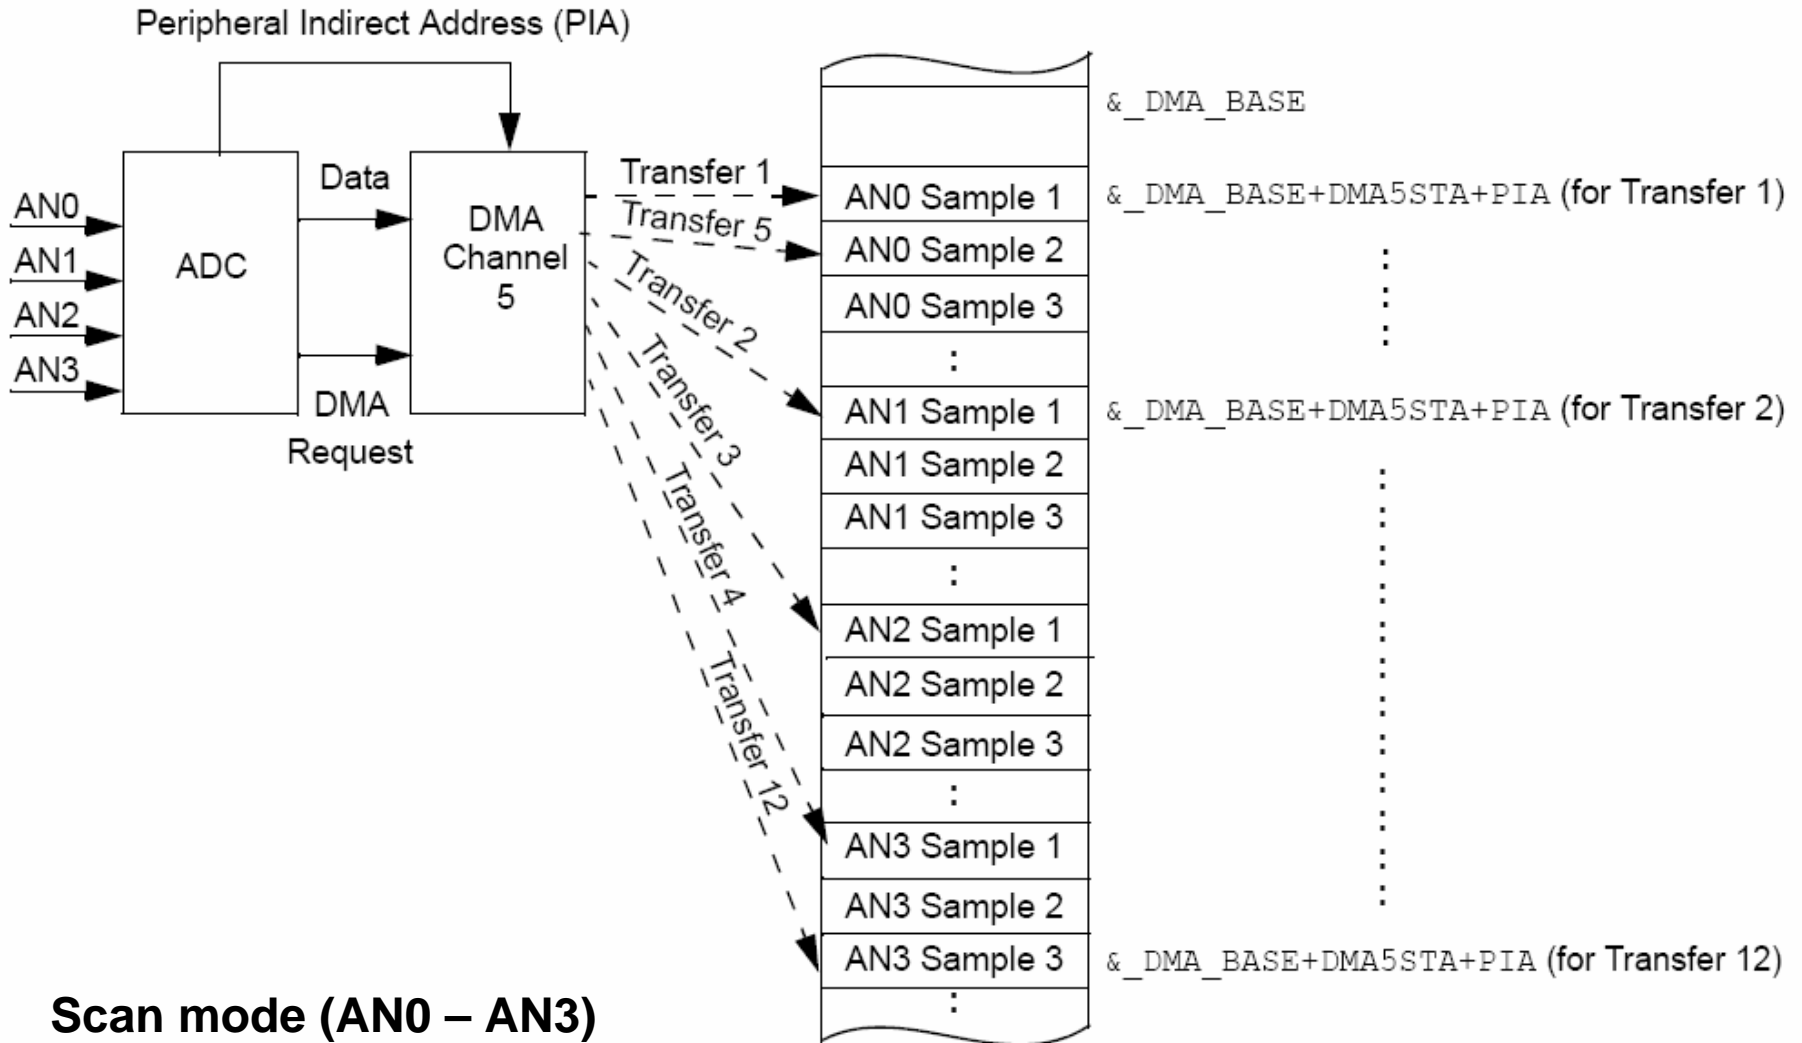 Peripheral Indirect Address (PIA)
AN0
AN1
AN2
AN3
ADC
Data
DMA
Request
DMA
Channel
5
Transfer 1
Transfer 5
Transfer 2
Transfer 3
Transfer 4
Transfer 12
&_DMA_BASE
AN0 Sample 1
&_DMA_BASE+DMA5STA+PIA (for Transfer 1)
AN0 Sample 2
AN0 Sample 3
:
AN1 Sample 1
&_DMA_BASE+DMA5STA+PIA (for Transfer 2)
AN1 Sample 2
AN1 Sample 3
:
AN2 Sample 1
AN2 Sample 2
AN2 Sample 3
:
AN3 Sample 1
AN3 Sample 2
AN3 Sample 3
&_DMA_BASE+DMA5STA+PIA (for Transfer 12)
:
Scan mode (AN0 – AN3)